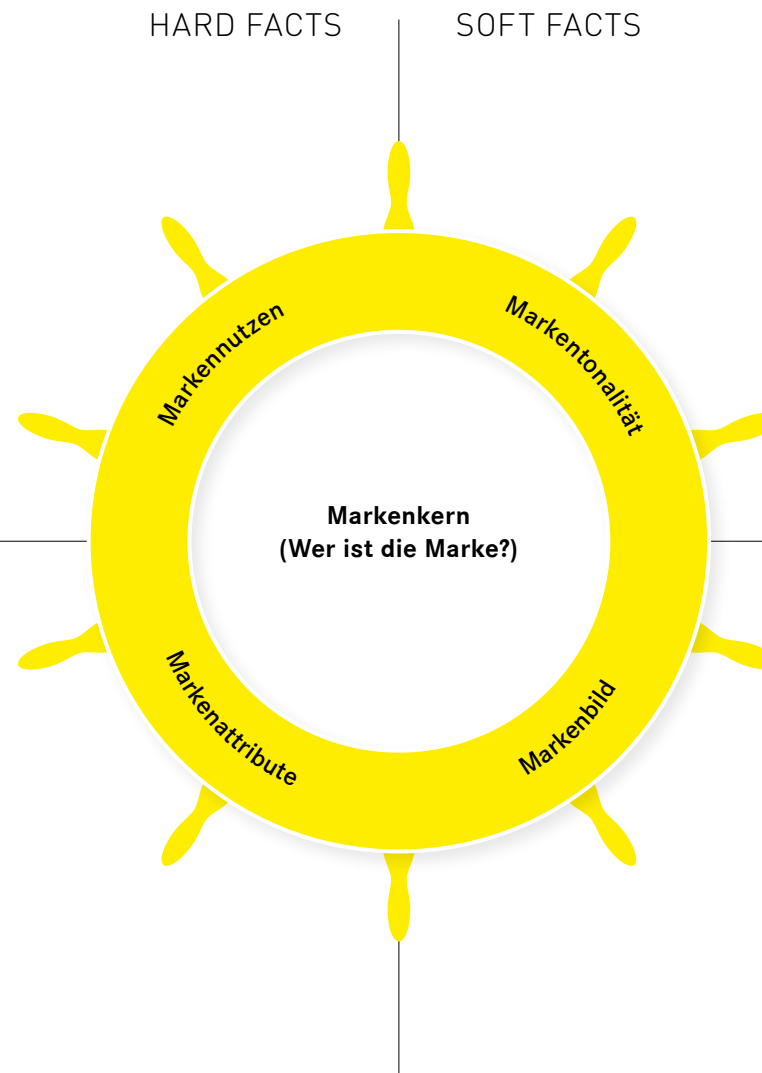 HARD FACTS
SOFT FACTS
Markennutzen
Markentonalität
Markenkern
(Wer ist die Marke?)
Markenattribute
Markenbild